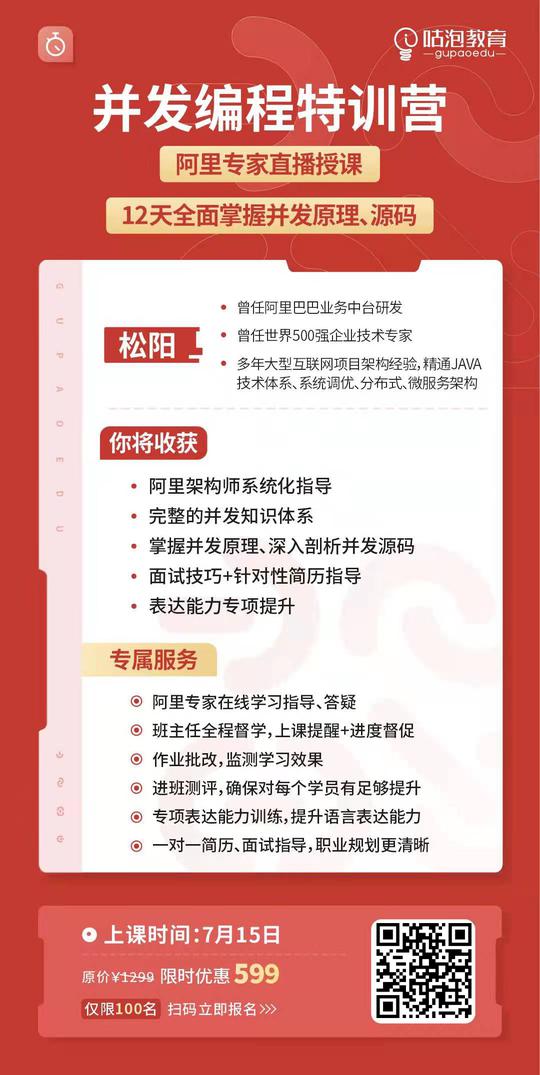 咕泡教育
gupaoedu
并发编程特训营
阿里专家直播授课
12天全面掌握并发原理、源码
GUPAOEDU
松阳
曾任阿里巴巴业务中台研发
曾任世界500强企业技术专家
多年大型互联网项目架构经验,精通JAVA
技术体系、系统调优、分布式、微服务架构
你将收获
阿里架构师系统化指导
完整的并发知识体系
掌握并发原理、深入剖析并发源码
面试技巧+针对性简历指导
表达能力专项提升
专属服务
阿里专家在线学习指导、答疑
班主任全程督学,上课提醒+进度督促
作业批改,监测学习效果
进班测评,确保对每个学员有足够提升
专项表达能力训练,提升语言表达能力
一对一简历、面试指导,职业规划更清晰
上课时间:7月15日
原价¥1299 限时优惠599
仅限100名 扫码立即报名>>>